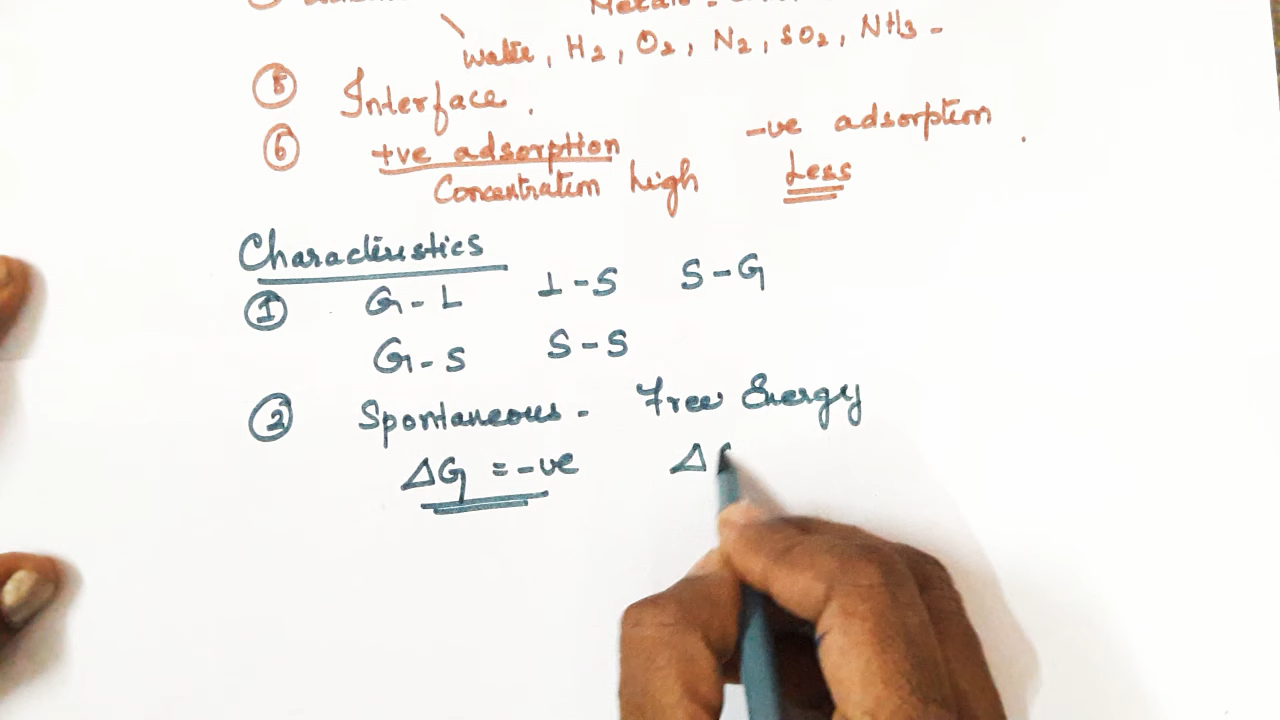 water, H₂, O₂, N₂, SO₂, NH₃ -
⑤ Interface.
⑥ +ve adsorption -ve adsorption.
Concentration high Less
Characteristics
① G-L L-S S-G
G-S S-S
② Spontaneous - Free Energy
ΔG = -ve Δ